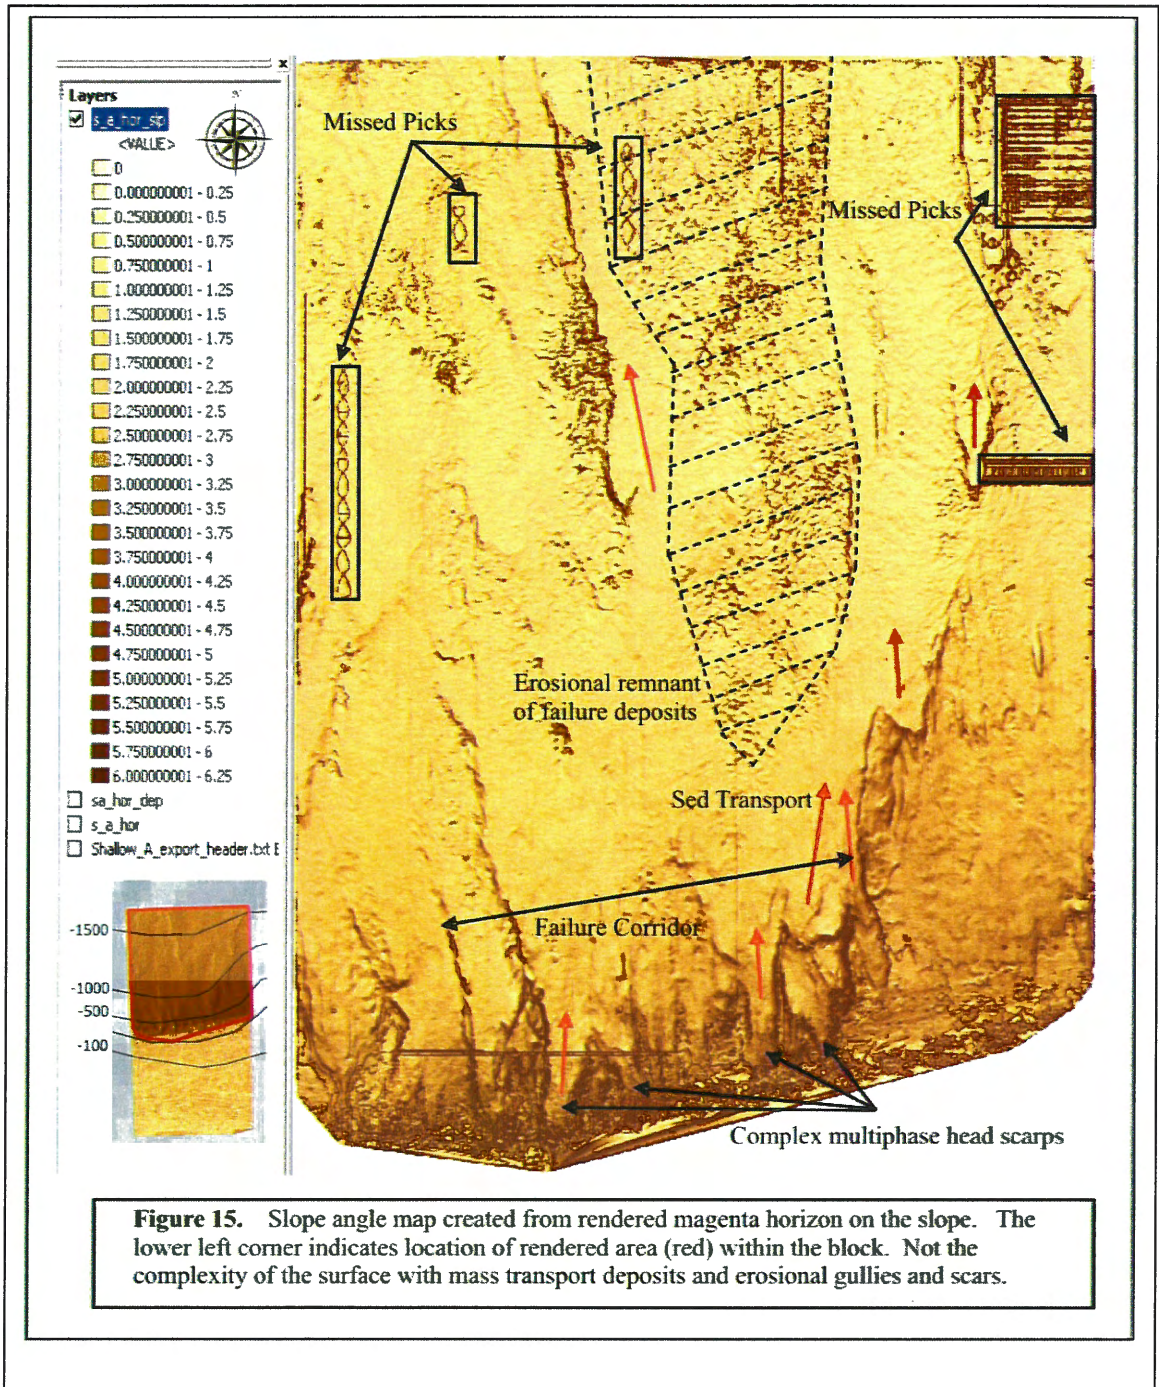 x
Layers
s_a_hor_slp
<VALUE>
0
0.000000001 - 0.25
0.250000001 - 0.5
0.500000001 - 0.75
0.750000001 - 1
1.000000001 - 1.25
1.250000001 - 1.5
1.500000001 - 1.75
1.750000001 - 2
2.000000001 - 2.25
2.250000001 - 2.5
2.500000001 - 2.75
2.750000001 - 3
3.000000001 - 3.25
3.250000001 - 3.5
3.500000001 - 3.75
3.750000001 - 4
4.000000001 - 4.25
4.250000001 - 4.5
4.500000001 - 4.75
4.750000001 - 5
5.000000001 - 5.25
5.250000001 - 5.5
5.500000001 - 5.75
5.750000001 - 6
6.000000001 - 6.25
sa_hor_dep
s_a_hor
Shallow_A_export_header.txt E
-1500
-1000
-500
-100
Missed Picks
Missed Picks
Erosional remnant
of failure deposits
Sed Transport
Failure Corridor
Complex multiphase head scarps
Figure 15. Slope angle map created from rendered magenta horizon on the slope. The
lower left corner indicates location of rendered area (red) within the block. Not the
complexity of the surface with mass transport deposits and erosional gullies and scars.